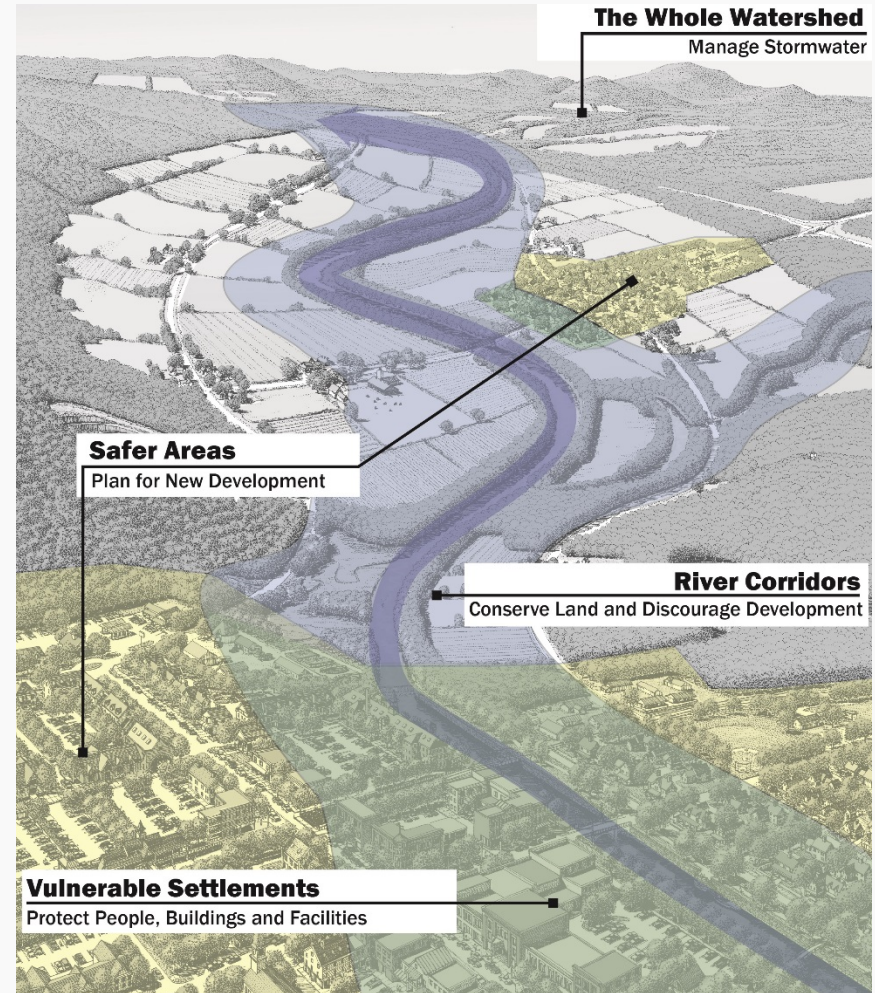 The Whole Watershed
Manage Stormwater
Safer Areas
Plan for New Development
River Corridors
Conserve Land and Discourage Development
Vulnerable Settlements
Protect People, Buildings and Facilities